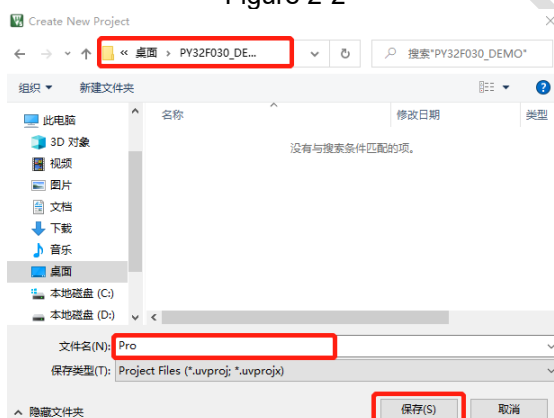 Figure 2-2
Create New Project
« 桌面 › PY32F030_DE...
搜索"PY32F030_DEMO"
组织
新建文件夹
名称
修改日期
类型
没有与搜索条件匹配的项。
此电脑
3D 对象
视频
图片
文档
下载
音乐
桌面
本地磁盘 (C:)
本地磁盘 (D:)
文件名(N): Pro
保存类型(T): Project Files (*.uvproj; *.uvprojx)
隐藏文件夹
保存(S)
取消